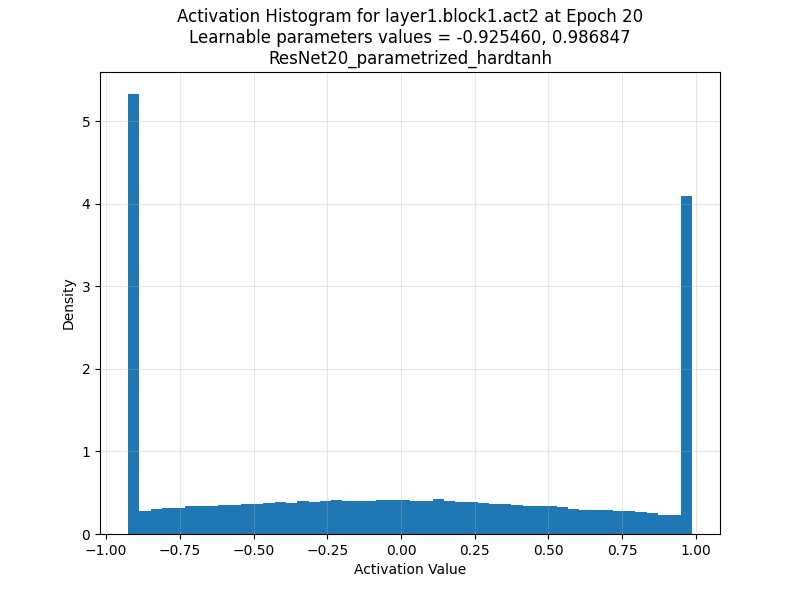 Activation Histogram for layer1.block1.act2 at Epoch 20
Learnable parameters values = -0.925460, 0.986847
ResNet20_parametrized_hardtanh
Density
5
4
3
2
1
0
−1.00 −0.75 −0.50 −0.25 0.00 0.25 0.50 0.75 1.00
Activation Value